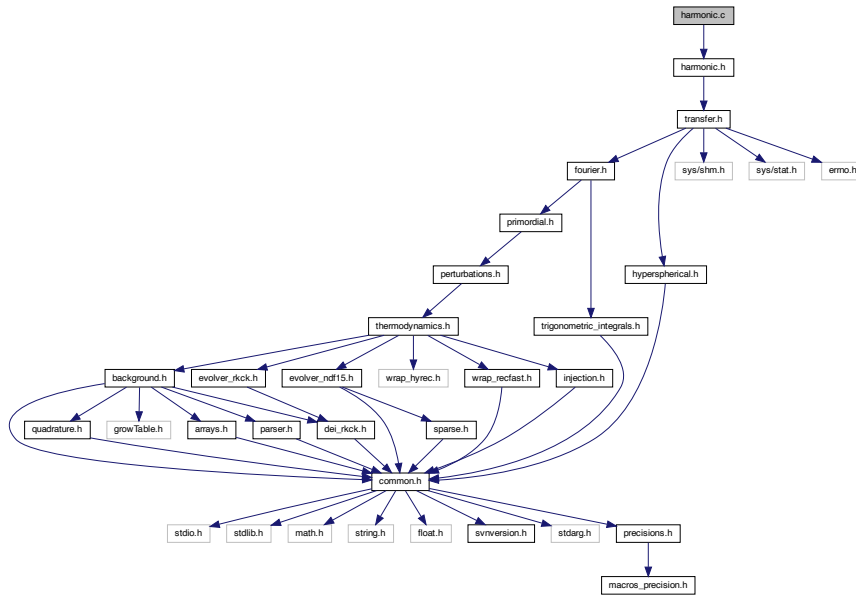 harmonic.c
harmonic.h
transfer.h
fourier.h
sys/shm.h
sys/stat.h
errno.h
primordial.h
perturbations.h
hyperspherical.h
thermodynamics.h
trigonometric_integrals.h
background.h
evolver_rkck.h
evolver_ndf15.h
wrap_hyrec.h
wrap_recfast.h
injection.h
quadrature.h
growTable.h
arrays.h
parser.h
dei_rkck.h
sparse.h
common.h
stdio.h
stdlib.h
math.h
string.h
float.h
svnversion.h
stdarg.h
precisions.h
macros_precision.h